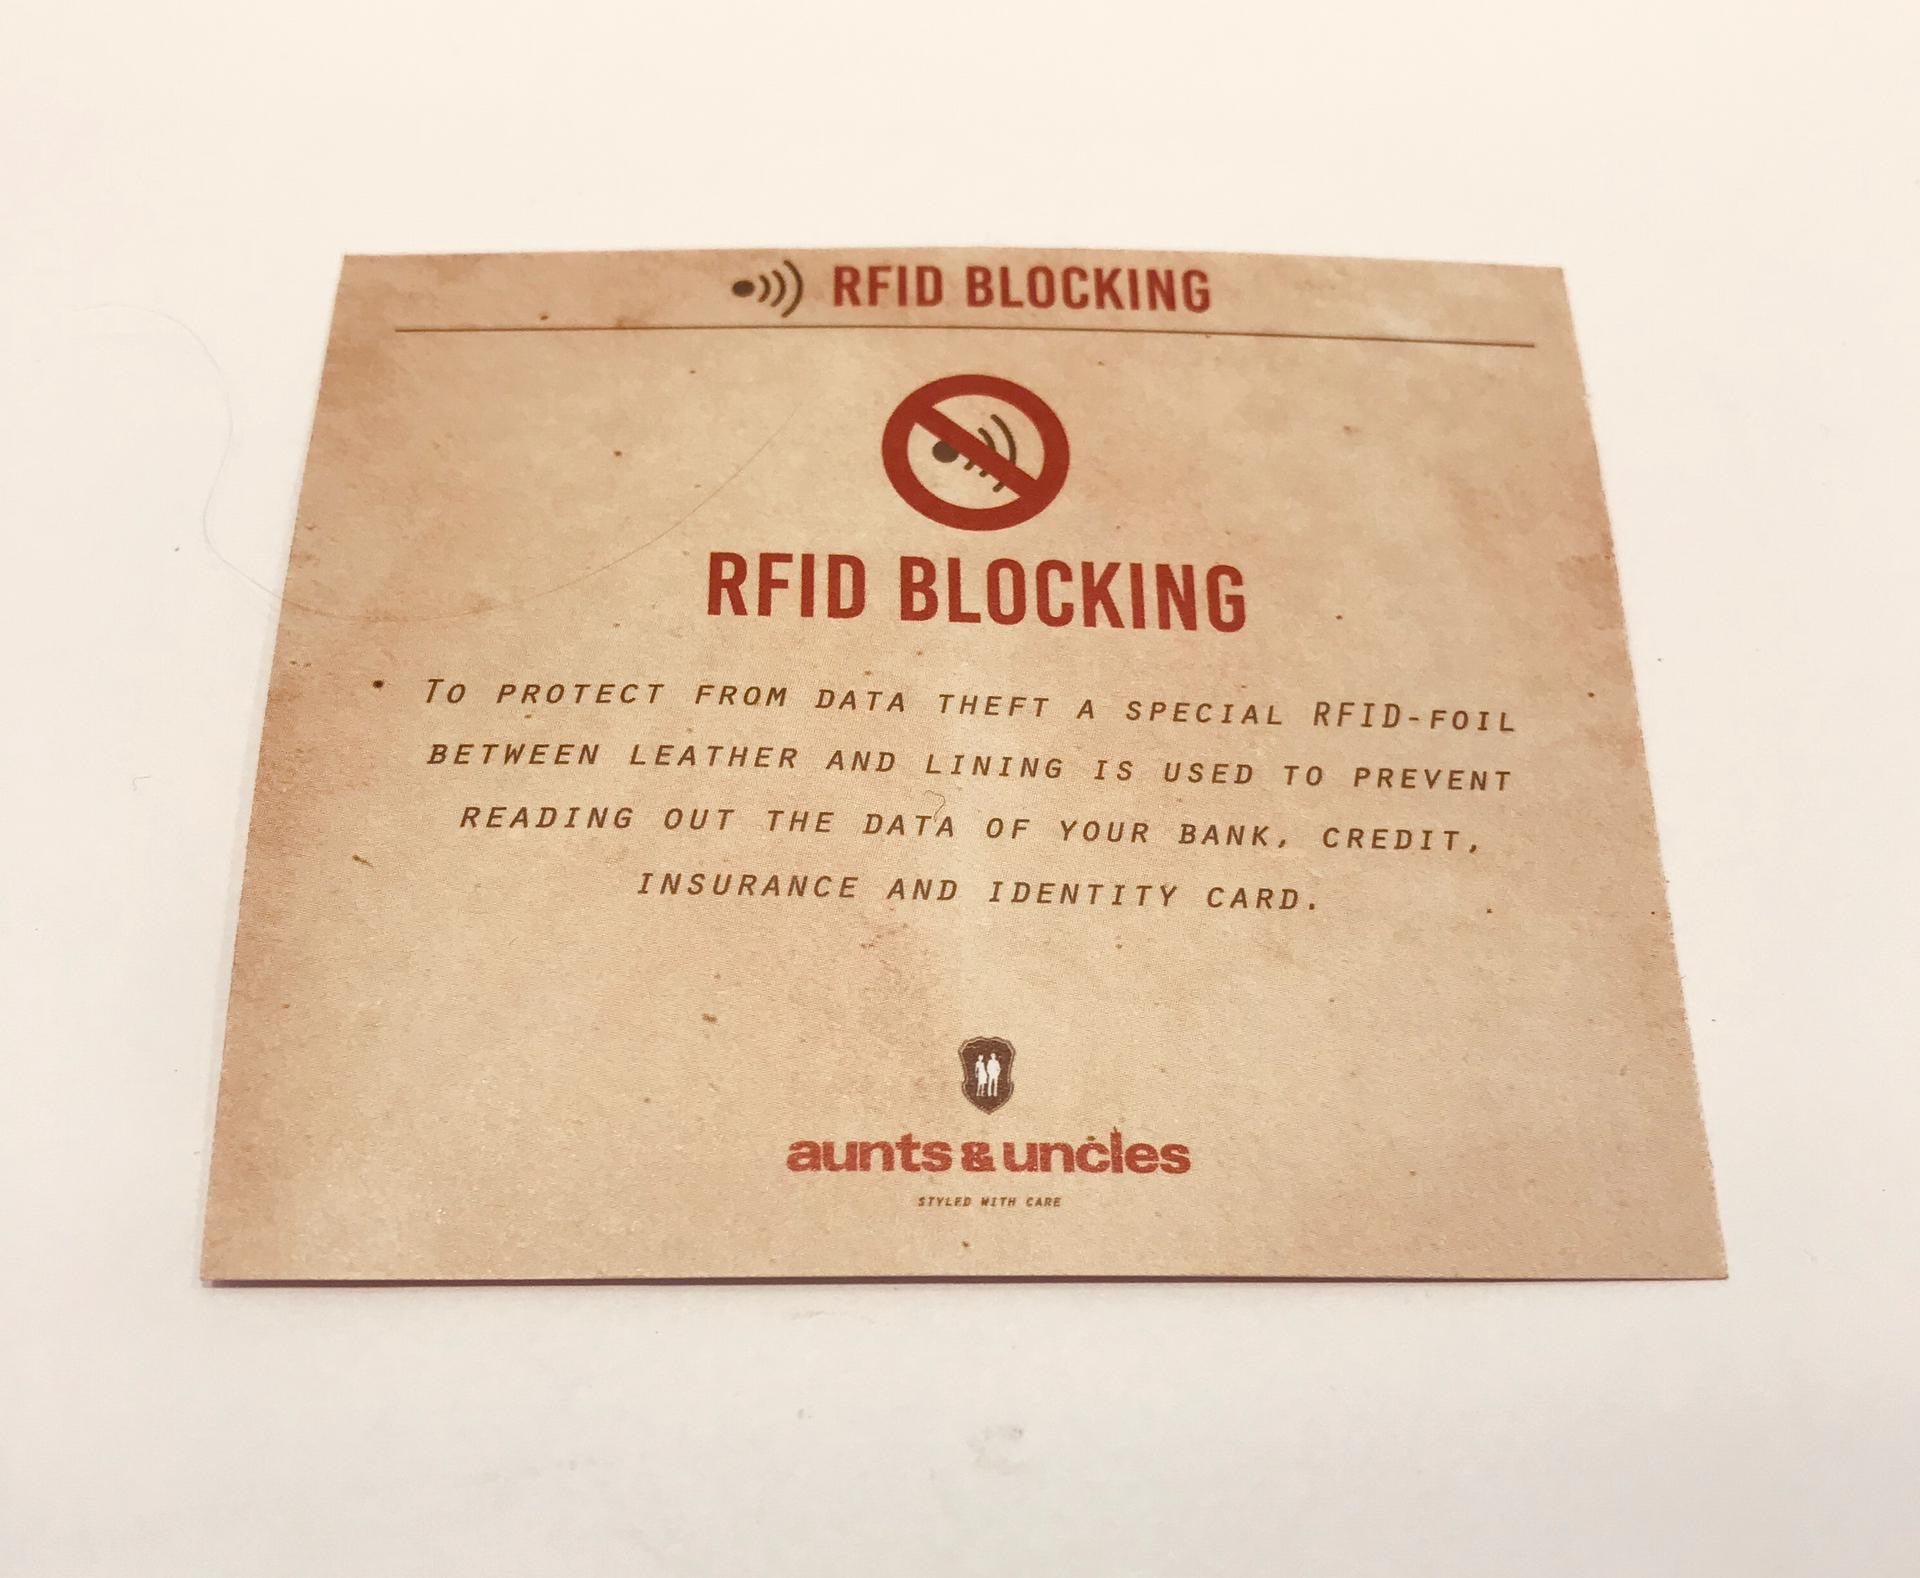 RFID BLOCKING
RFID BLOCKING
TO PROTECT FROM DATA THEFT A SPECIAL RFID-FOIL
BETWEEN LEATHER AND LINING IS USED TO PREVENT
READING OUT THE DATA OF YOUR BANK, CREDIT,
INSURANCE AND IDENTITY CARD.
aunts & uncles
STYLED WITH CARE